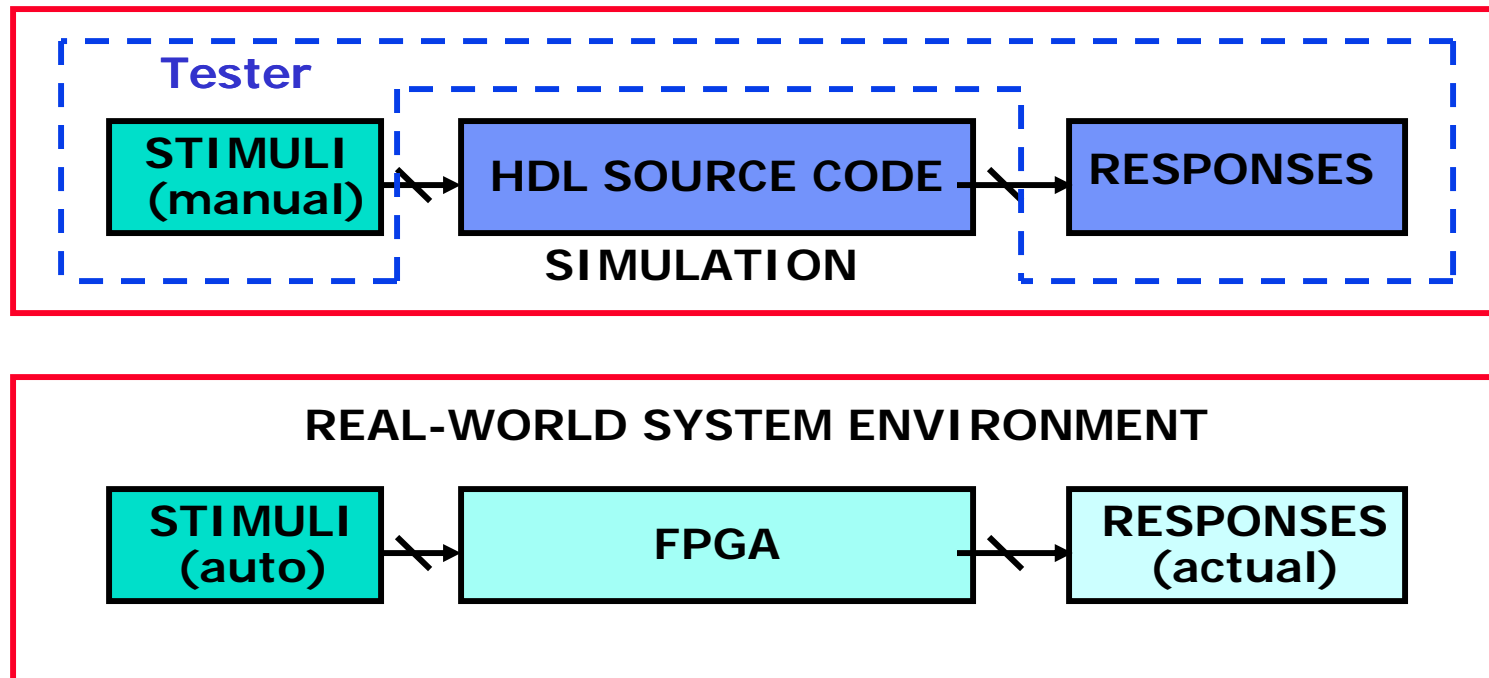 Tester
STIMULI
(manual)
HDL SOURCE CODE
RESPONSES
SIMULATION
REAL-WORLD SYSTEM ENVIRONMENT
STIMULI
(auto)
FPGA
RESPONSES
(actual)